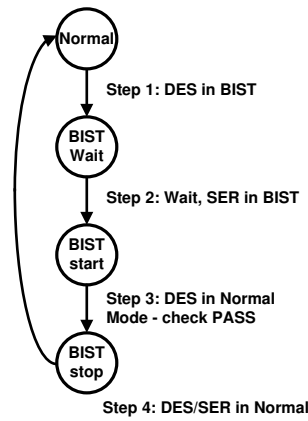 Normal
Step 1: DES in BIST
BIST
Wait
Step 2: Wait, SER in BIST
BIST
start
Step 3: DES in Normal
Mode - check PASS
BIST
stop
Step 4: DES/SER in Normal